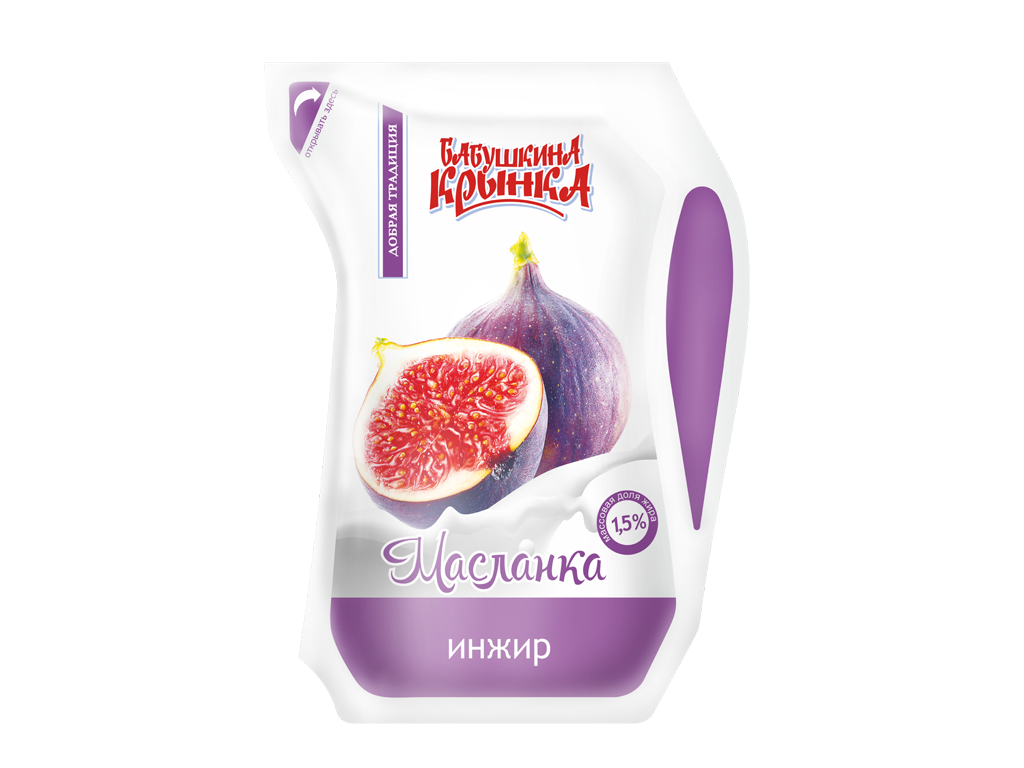 открывать здесь
ДОБРАЯ ТРАДИЦИЯ
БАБУШКИНА
КРЫНКА
массовая доля жира
1,5%
Масланка
инжир